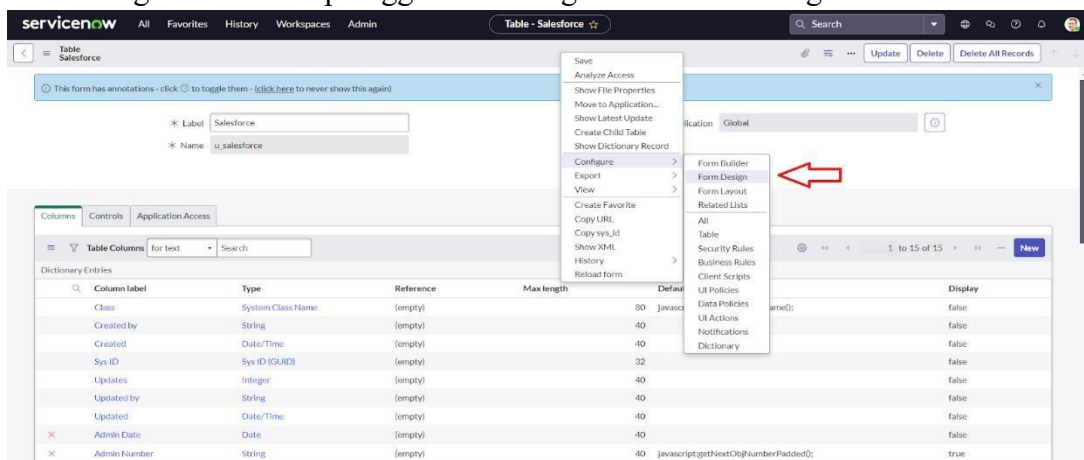 servicenow All Favorites History Workspaces Admin Table - Salesforce Search
Table
Salesforce
Update Delete Delete All Records
This form has annotations - click to toggle them - (click here to never show this again)
Label Salesforce
Application Global
Name u_salesforce
Save
Analyze Access
Show File Properties
Move to Application...
Show Latest Update
Create Child Table
Show Dictionary Record
Configure
Export
View
Create Favorite
Copy URL
Copy sys_id
Show XML
History
Reload form
Form Builder
Form Design
Form Layout
Related Lists
All
Table
Security Rules
Business Rules
Client Scripts
UI Policies
Data Policies
UI Actions
Notifications
Dictionary
Columns Controls Application Access
Table Columns for text Search 1 to 15 of 15 New
Dictionary Entries
Column label Type Reference Max length Display
Class System Class Name (empty) 80 false
Created by String (empty) 40 false
Created Date/Time (empty) 40 false
Sys ID Sys ID (GUID) (empty) 32 false
Updates Integer (empty) 40 false
Updated by String (empty) 40 false
Updated Date/Time (empty) 40 false
Admin Date Date (empty) 40 false
Admin Number String (empty) 40 javascript:getNextObjNumberPadded(); true